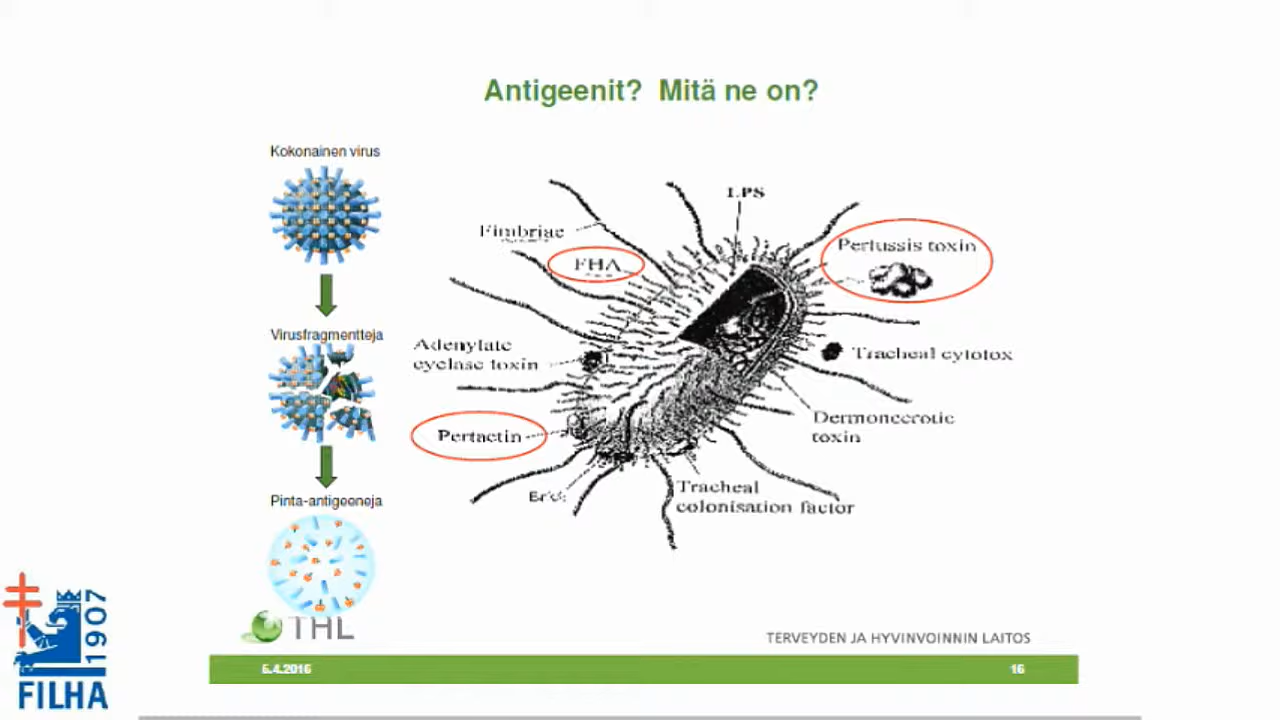 Antigeenit? Mitä ne on?
Kokonainen virus
Virusfragmentteja
Pinta-antigeeneja
LPS
Fimbriae
FHA
Pertussis toxin
Adenylate
cyclase toxin
Tracheal cytotox
Dermonecrotic
toxin
Pertactin
Tracheal
colonisation factor
THL
TERVEYDEN JA HYVINVOINNIN LAITOS
5.4.2016
16
1907
FILHA